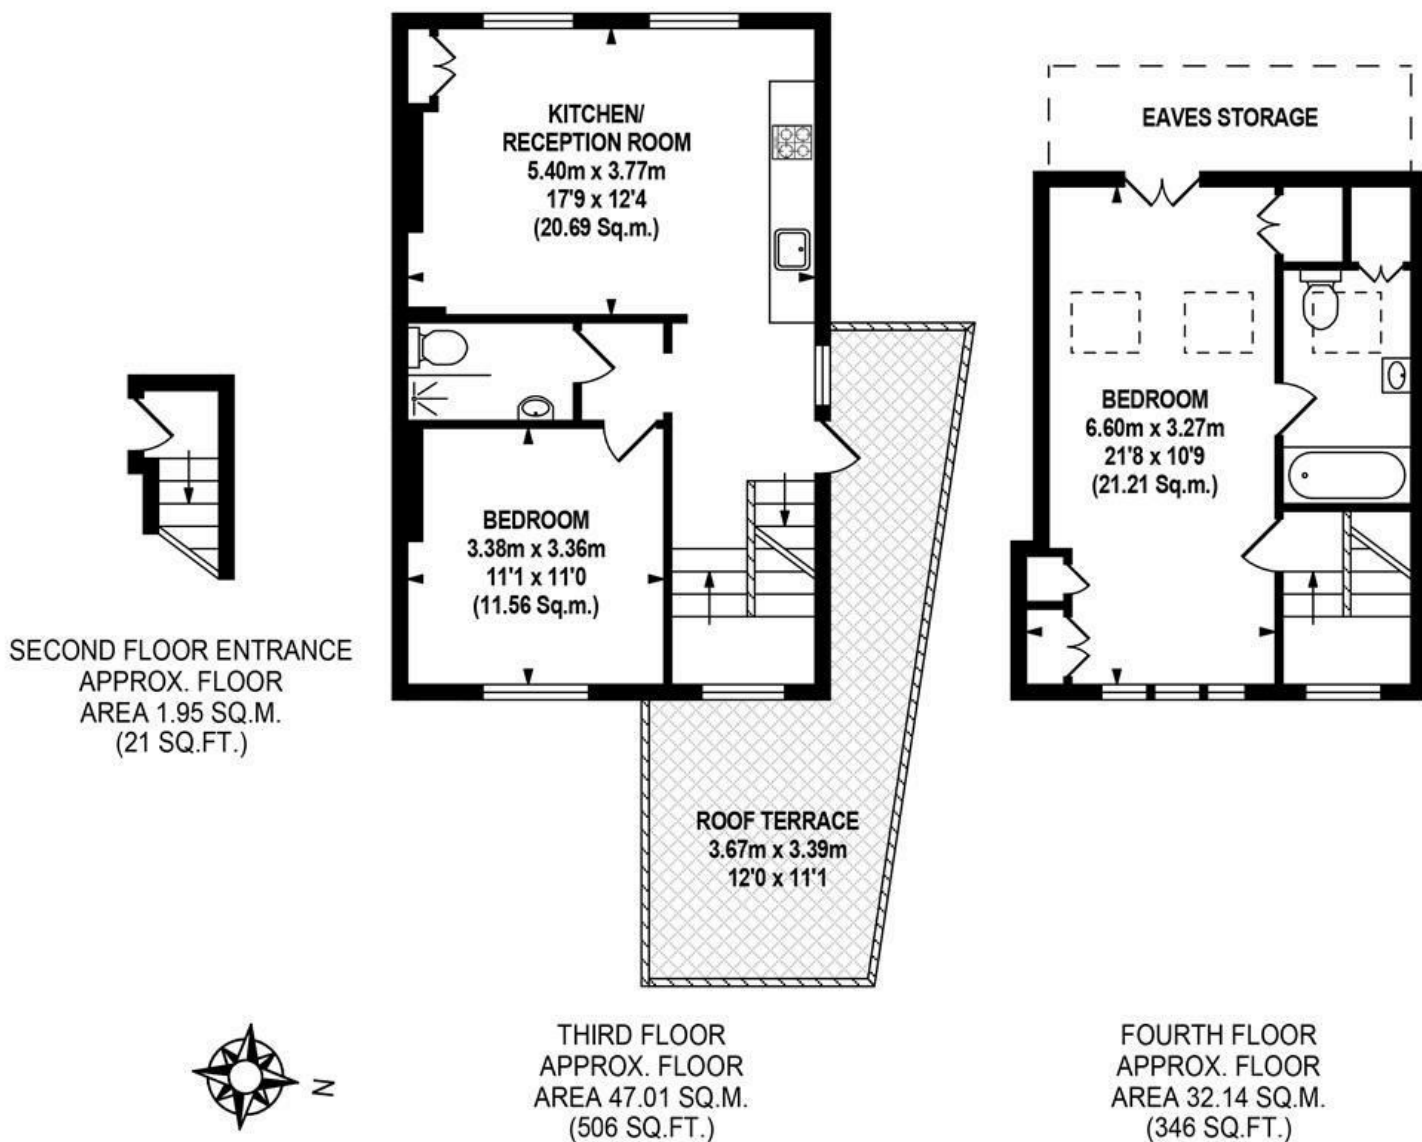 KITCHEN/
RECEPTION ROOM
5.40m x 3.77m
17'9 x 12'4
(20.69 Sq.m.)
EAVES STORAGE
BEDROOM
6.60m x 3.27m
21'8 x 10'9
(21.21 Sq.m.)
BEDROOM
3.38m x 3.36m
11'1 x 11'0
(11.56 Sq.m.)
SECOND FLOOR ENTRANCE
APPROX. FLOOR
AREA 1.95 SQ.M.
(21 SQ.FT.)
ROOF TERRACE
3.67m x 3.39m
12'0 x 11'1
N
THIRD FLOOR
APPROX. FLOOR
AREA 47.01 SQ.M.
(506 SQ.FT.)
FOURTH FLOOR
APPROX. FLOOR
AREA 32.14 SQ.M.
(346 SQ.FT.)